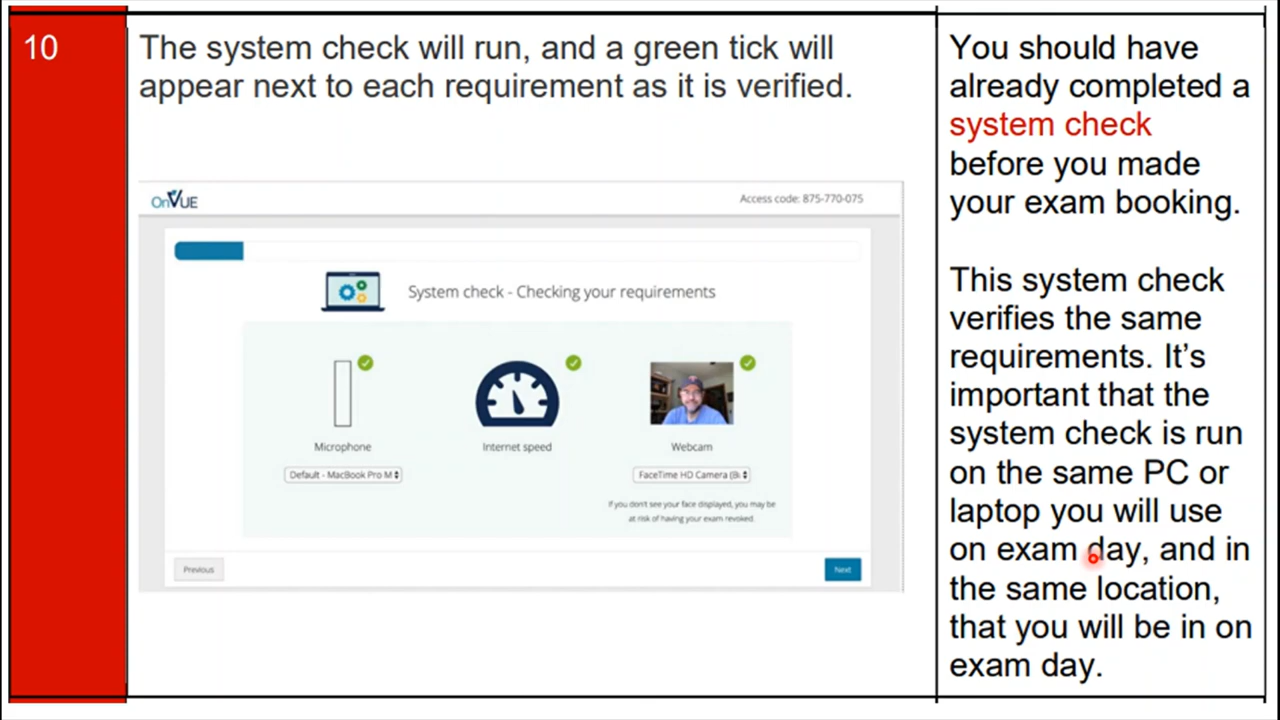 10
The system check will run, and a green tick will
appear next to each requirement as it is verified.
OnVUE
Access code: 875-770-075
System check - Checking your requirements
Microphone
Internet speed
Webcam
Default - MacBook Pro M
FaceTime HD Camera (Bu
If you don't see your face displayed, you may be
at risk of having your exam revoked.
Previous
Next
You should have
already completed a
system check
before you made
your exam booking.
This system check
verifies the same
requirements. It’s
important that the
system check is run
on the same PC or
laptop you will use
on exam day, and in
the same location,
that you will be in on
exam day.